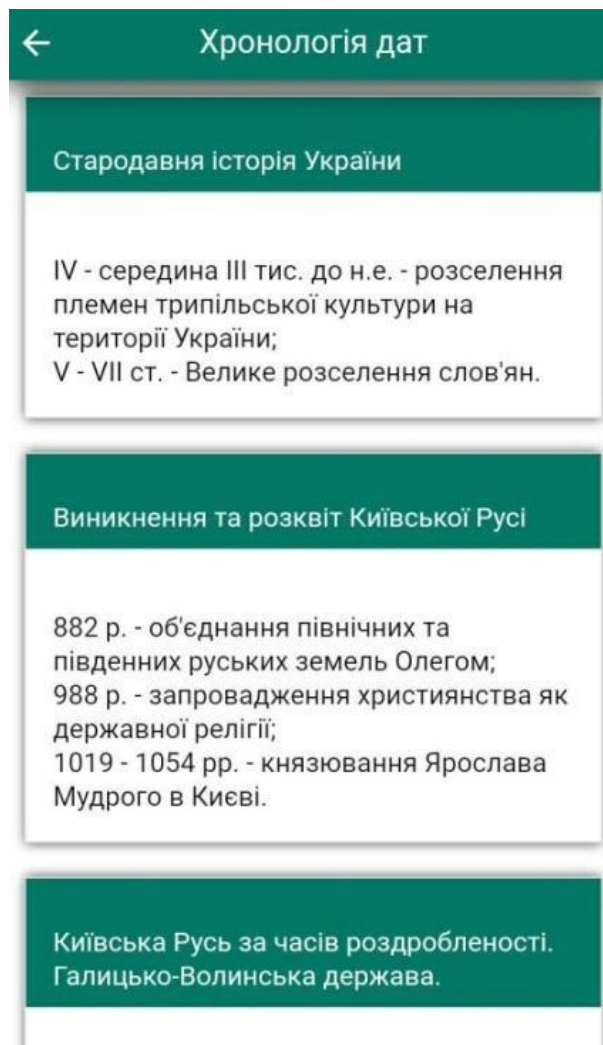 Хронологія дат
Стародавня історія України
IV - середина III тис. до н.е. - розселення
племен трипільської культури на
території України;
V - VII ст. - Велике розселення слов'ян.
Виникнення та розквіт Київської Русі
882 р. - об'єднання північних та
південних руських земель Олегом;
988 р. - запровадження християнства як
державної релігії;
1019 - 1054 рр. - князювання Ярослава
Мудрого в Києві.
Київська Русь за часів роздробленості.
Галицько-Волинська держава.